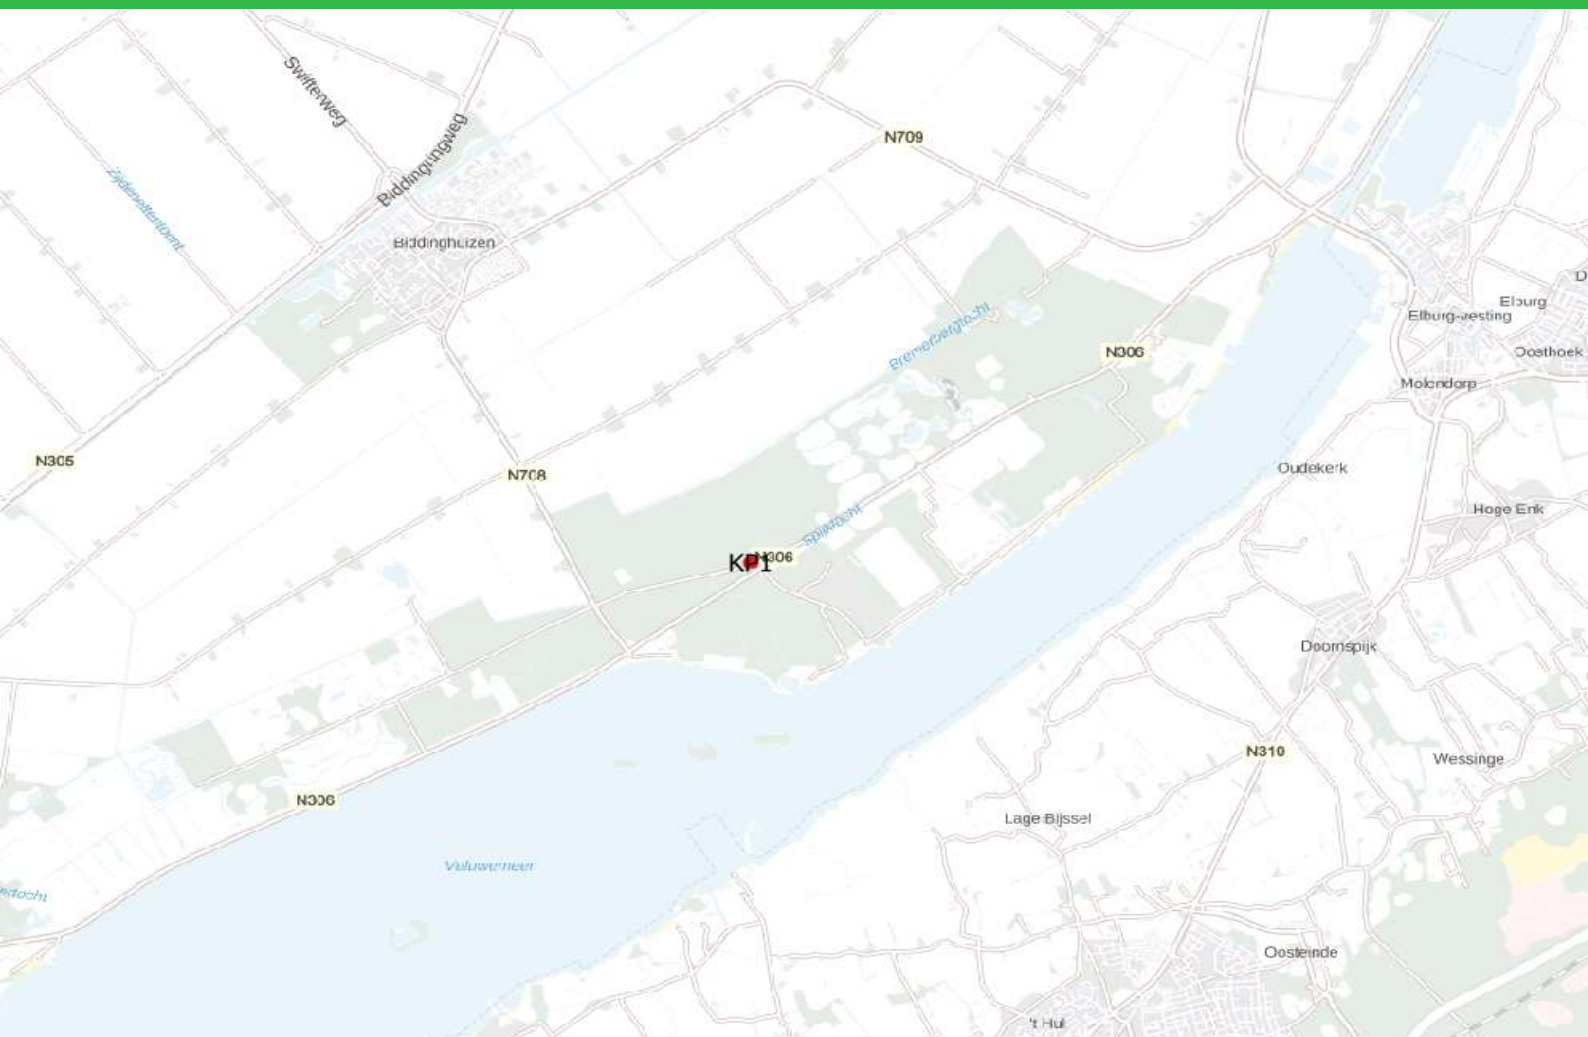 Swifterweg
Biddingringweg
N709
Biddinghuizen
D
Elburg
Elburg-vesting
Bremerbergtocht
N306
Oosthoek
Molendorp
N305
N708
Oudekerk
Hoge Enk
Spijktocht
N306
KP1
Doornspijk
N310
Wessinge
N306
Lage Bijssel
Veluwemeer
Oosteinde
't Hul